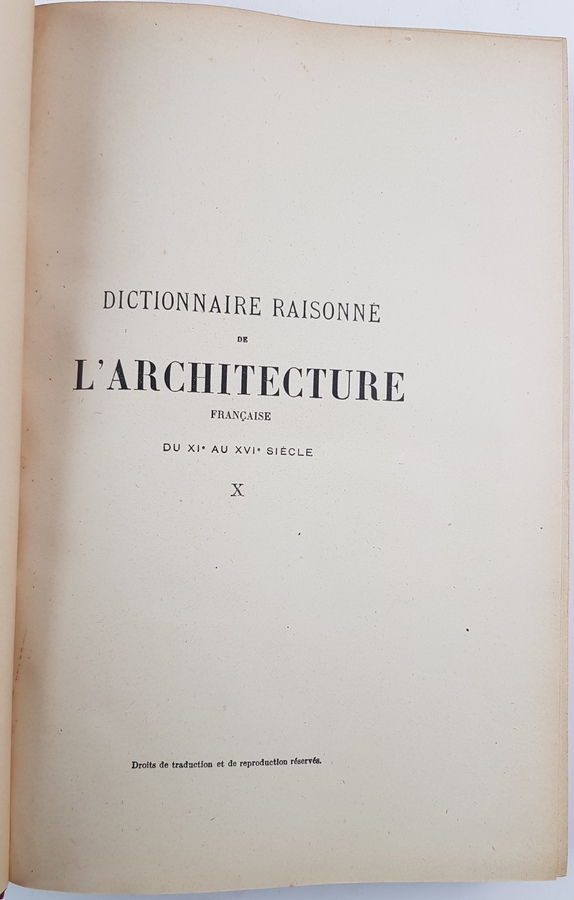 DICTIONNAIRE RAISONNÉ
DE
L'ARCHITECTURE
FRANÇAISE
DU XIe AU XVIe SIÈCLE
X
Droits de traduction et de reproduction réservés.